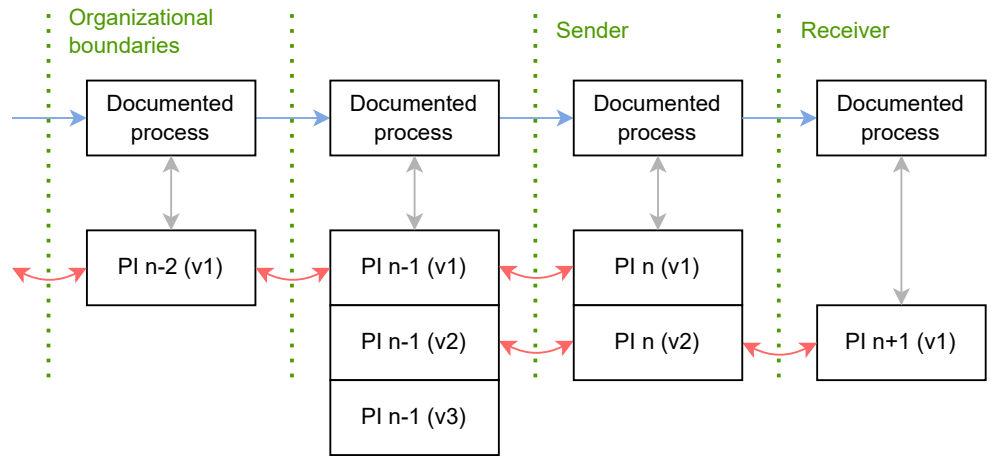 Organizational
boundaries
Sender
Receiver
Documented
process
Documented
process
Documented
process
Documented
process
PI n-2 (v1)
PI n-1 (v1)
PI n (v1)
PI n-1 (v2)
PI n (v2)
PI n+1 (v1)
PI n-1 (v3)